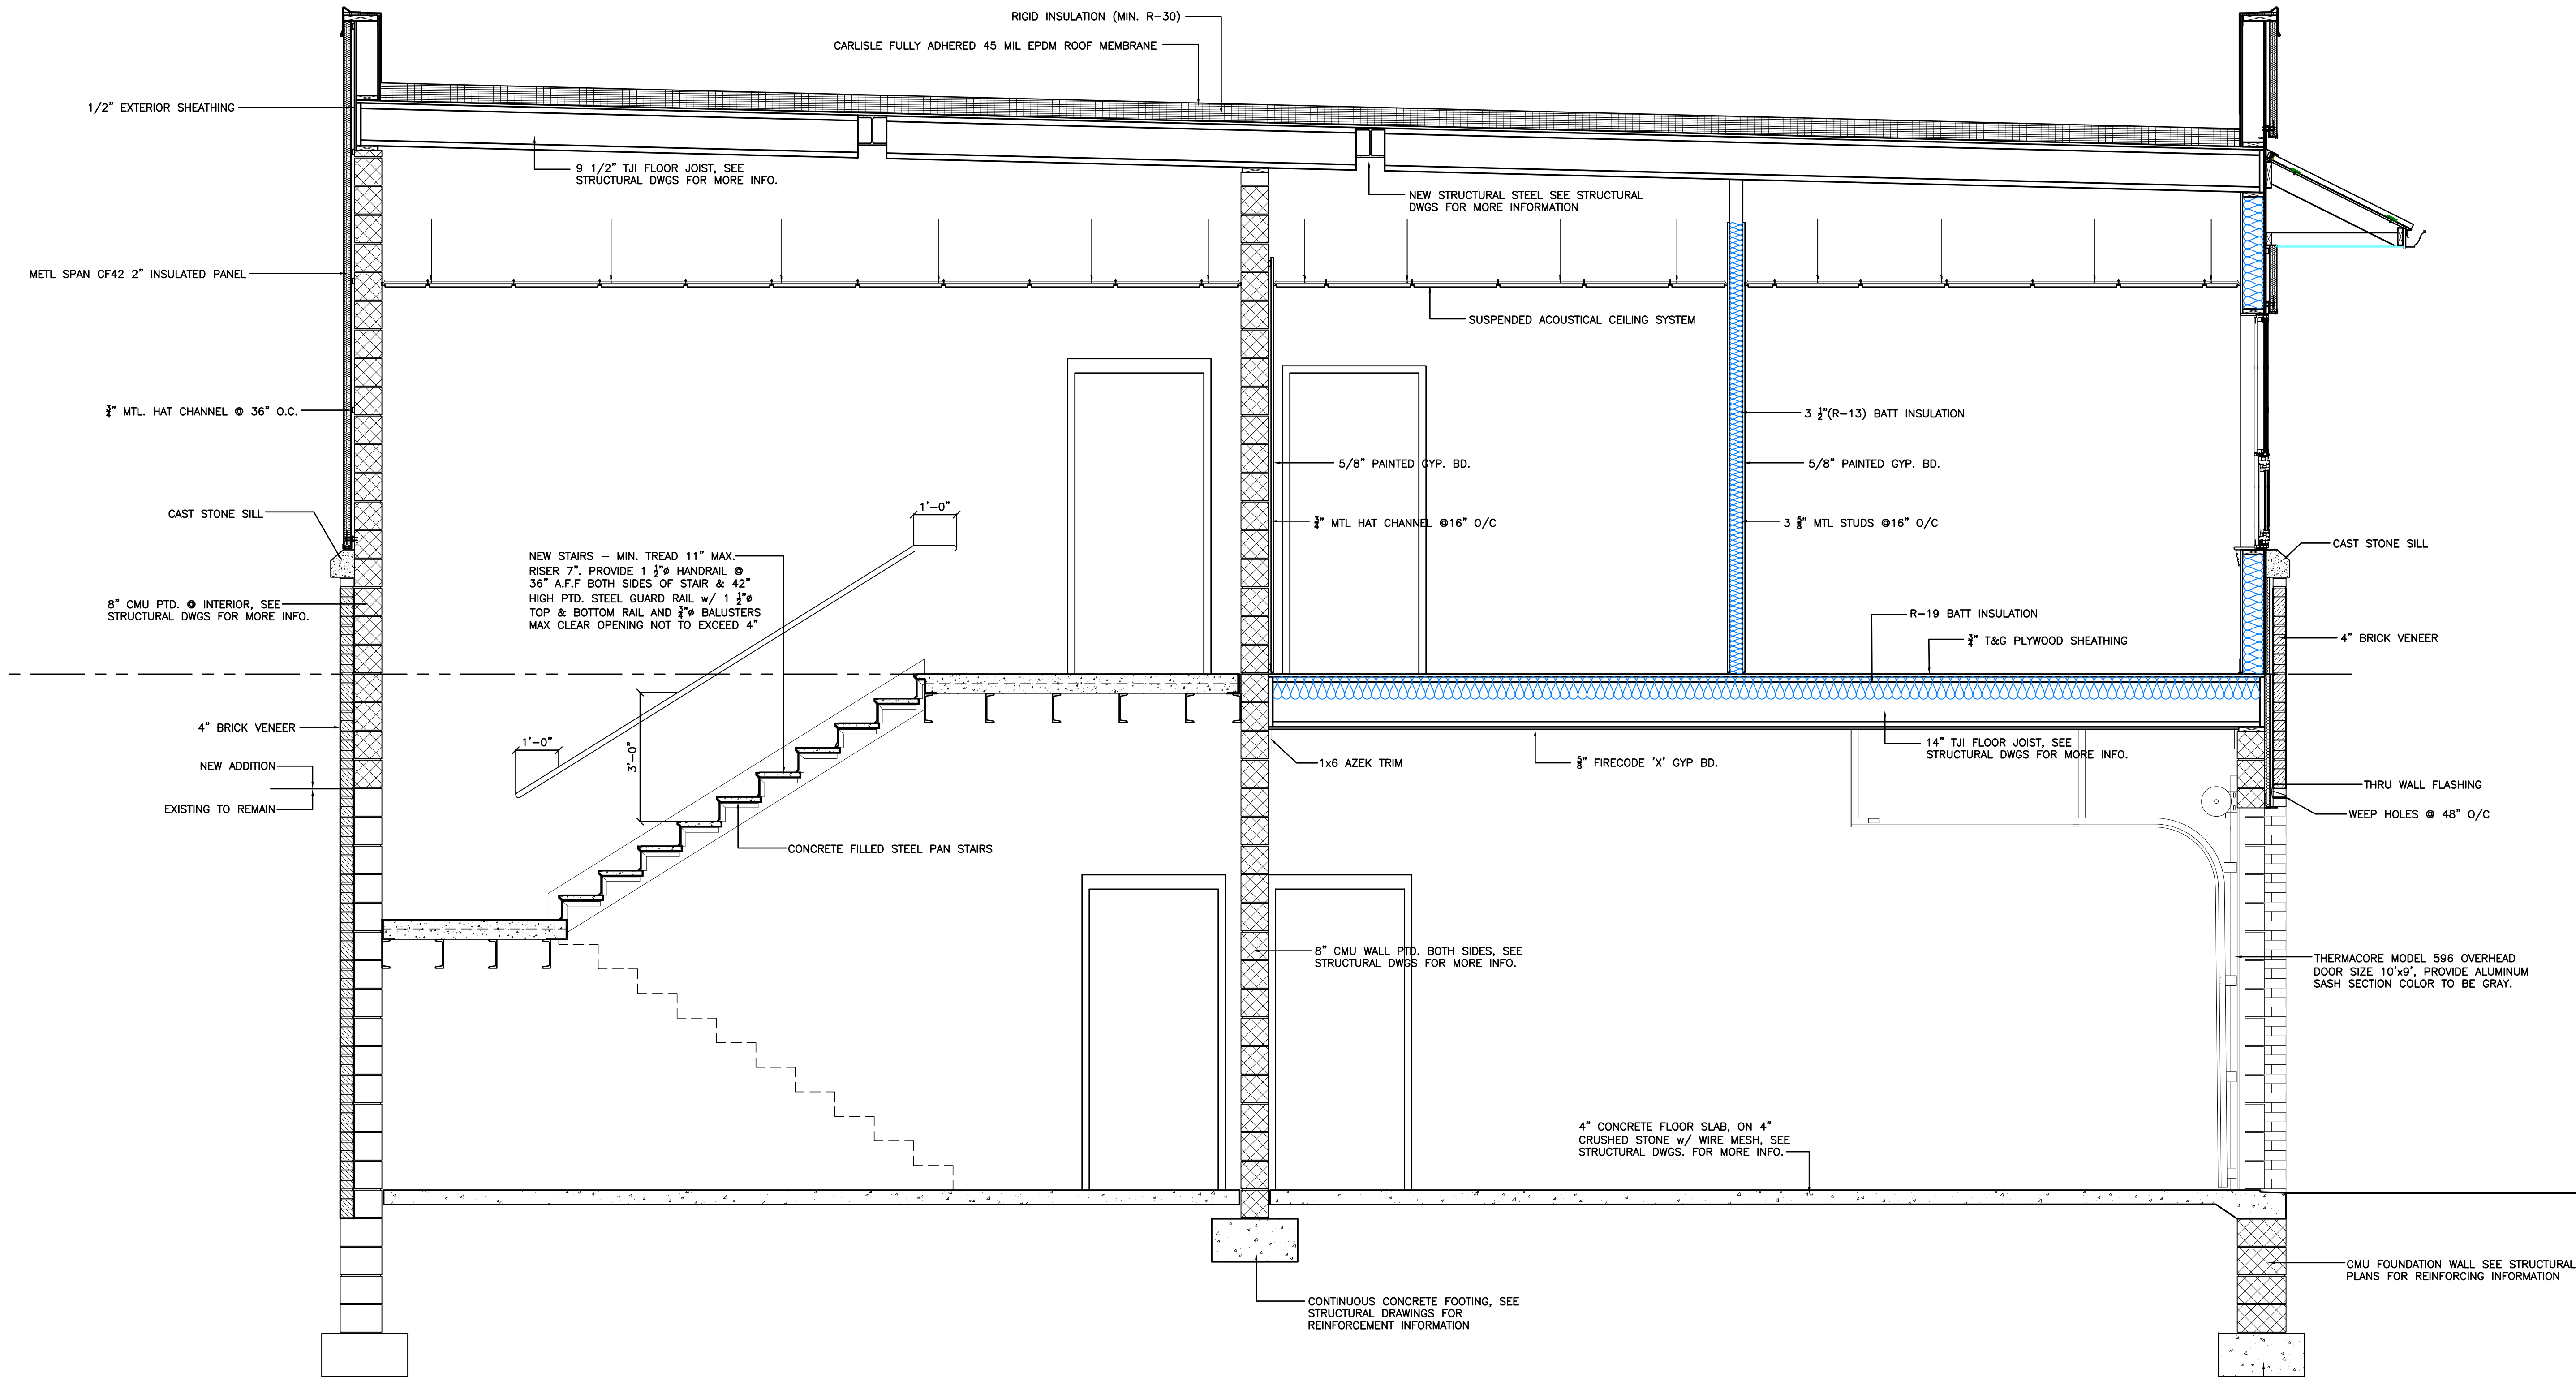 RIGID INSULATION (MIN. R-30)
CARLISLE FULLY ADHERED 45 MIL EPDM ROOF MEMBRANE
1/2" EXTERIOR SHEATHING
9 1/2" TJI FLOOR JOIST, SEE
STRUCTURAL DWGS FOR MORE INFO.
NEW STRUCTURAL STEEL SEE STRUCTURAL
DWGS FOR MORE INFORMATION
METL SPAN CF42 2" INSULATED PANEL
SUSPENDED ACOUSTICAL CEILING SYSTEM
3/4" MTL. HAT CHANNEL @ 36" O.C.
3 1/2"(R-13) BATT INSULATION
5/8" PAINTED GYP. BD.
5/8" PAINTED GYP. BD.
CAST STONE SILL
1'-0"
3/4" MTL HAT CHANNEL @16" O/C
3 5/8" MTL STUDS @16" O/C
CAST STONE SILL
NEW STAIRS – MIN. TREAD 11" MAX.
RISER 7". PROVIDE 1 1/2"ø HANDRAIL @
36" A.F.F BOTH SIDES OF STAIR & 42"
HIGH PTD. STEEL GUARD RAIL w/ 1 1/2"ø
TOP & BOTTOM RAIL AND 3/4"ø BALUSTERS
MAX CLEAR OPENING NOT TO EXCEED 4"
8" CMU PTD. @ INTERIOR, SEE
STRUCTURAL DWGS FOR MORE INFO.
R-19 BATT INSULATION
3/4" T&G PLYWOOD SHEATHING
4" BRICK VENEER
4" BRICK VENEER
1'-0"
3'-0"
14" TJI FLOOR JOIST, SEE
STRUCTURAL DWGS FOR MORE INFO.
NEW ADDITION
1x6 AZEK TRIM
5/8" FIRECODE 'X' GYP BD.
THRU WALL FLASHING
EXISTING TO REMAIN
WEEP HOLES @ 48" O/C
CONCRETE FILLED STEEL PAN STAIRS
8" CMU WALL PTD. BOTH SIDES, SEE
STRUCTURAL DWGS FOR MORE INFO.
THERMACORE MODEL 596 OVERHEAD
DOOR SIZE 10'x9', PROVIDE ALUMINUM
SASH SECTION COLOR TO BE GRAY.
4" CONCRETE FLOOR SLAB, ON 4"
CRUSHED STONE w/ WIRE MESH, SEE
STRUCTURAL DWGS. FOR MORE INFO.
CMU FOUNDATION WALL SEE STRUCTURAL
PLANS FOR REINFORCING INFORMATION
CONTINUOUS CONCRETE FOOTING, SEE
STRUCTURAL DRAWINGS FOR
REINFORCEMENT INFORMATION